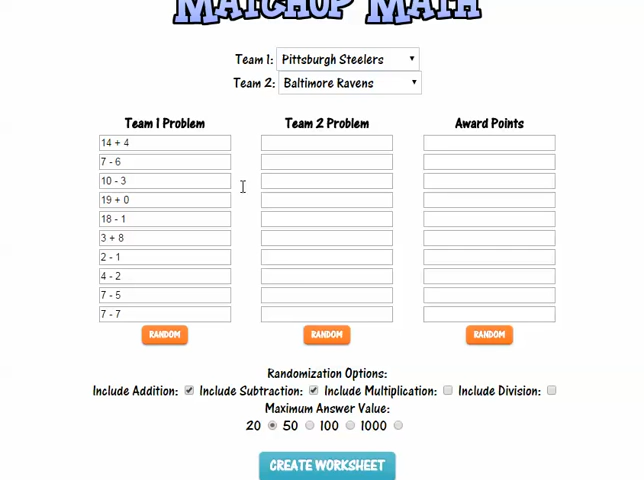 MATCHUP MATH
Team 1: Pittsburgh Steelers
Team 2: Baltimore Ravens
Team 1 Problem Team 2 Problem Award Points
14 + 4
7 - 6
10 - 3
19 + 0
18 - 1
3 + 8
2 - 1
4 - 2
7 - 5
7 - 7
RANDOM RANDOM RANDOM
Randomization Options:
Include Addition: Include Subtraction: Include Multiplication: Include Division:
Maximum Answer Value:
20 50 100 1000
CREATE WORKSHEET